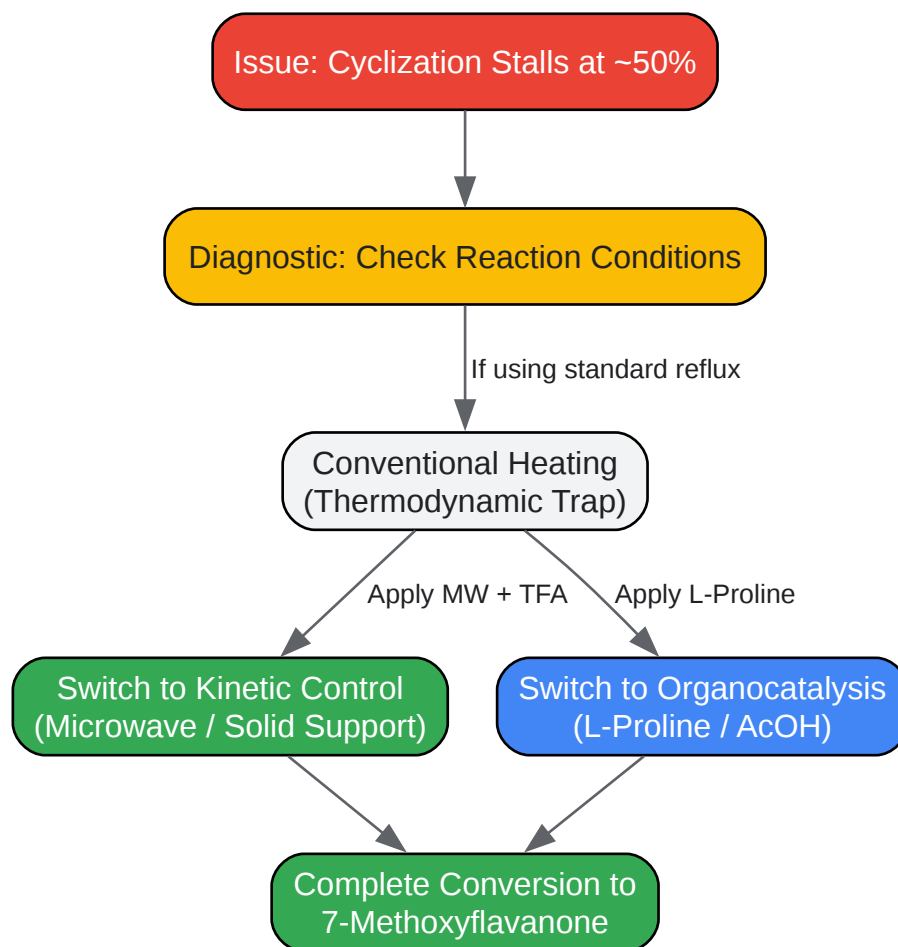 Issue: Cyclization Stalls at ~50%
Diagnostic: Check Reaction Conditions
If using standard reflux
Conventional Heating
(Thermodynamic Trap)
Apply MW + TFA
Apply L-Proline
Switch to Kinetic Control
(Microwave / Solid Support)
Switch to Organocatalysis
(L-Proline / AcOH)
Complete Conversion to
7-Methoxyflavanone